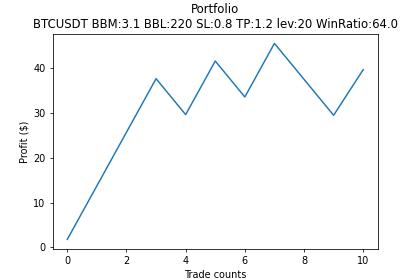 Portfolio
BTCUSDT BBM:3.1 BBL:220 SL:0.8 TP:1.2 lev:20 WinRatio:64.0
40
30
20
10
0
Profit ($)
0 2 4 6 8 10
Trade counts